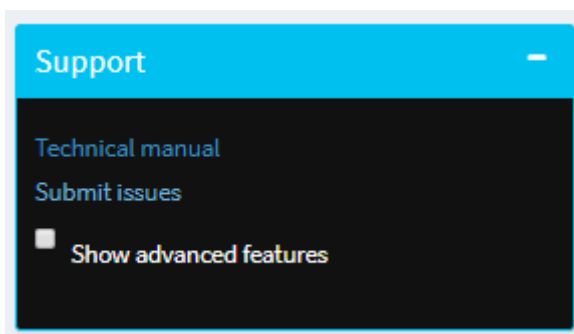 Support
Technical manual
Submit issues
Show advanced features